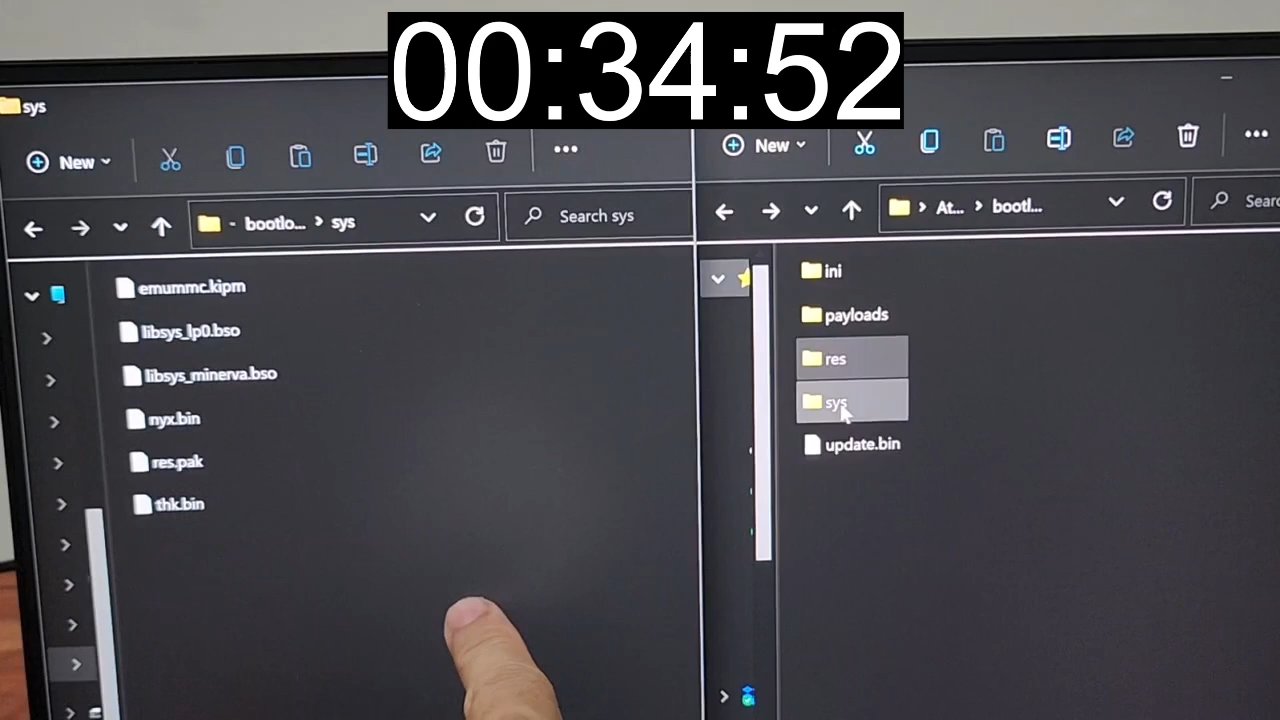 00:34:52
sys
New
Search sys
bootlo... > sys
emummc.kipm
libsys_lp0.bso
libsys_minerva.bso
nyx.bin
res.pak
thk.bin
New
At... > bootl...
Sear
ini
payloads
res
sys
update.bin